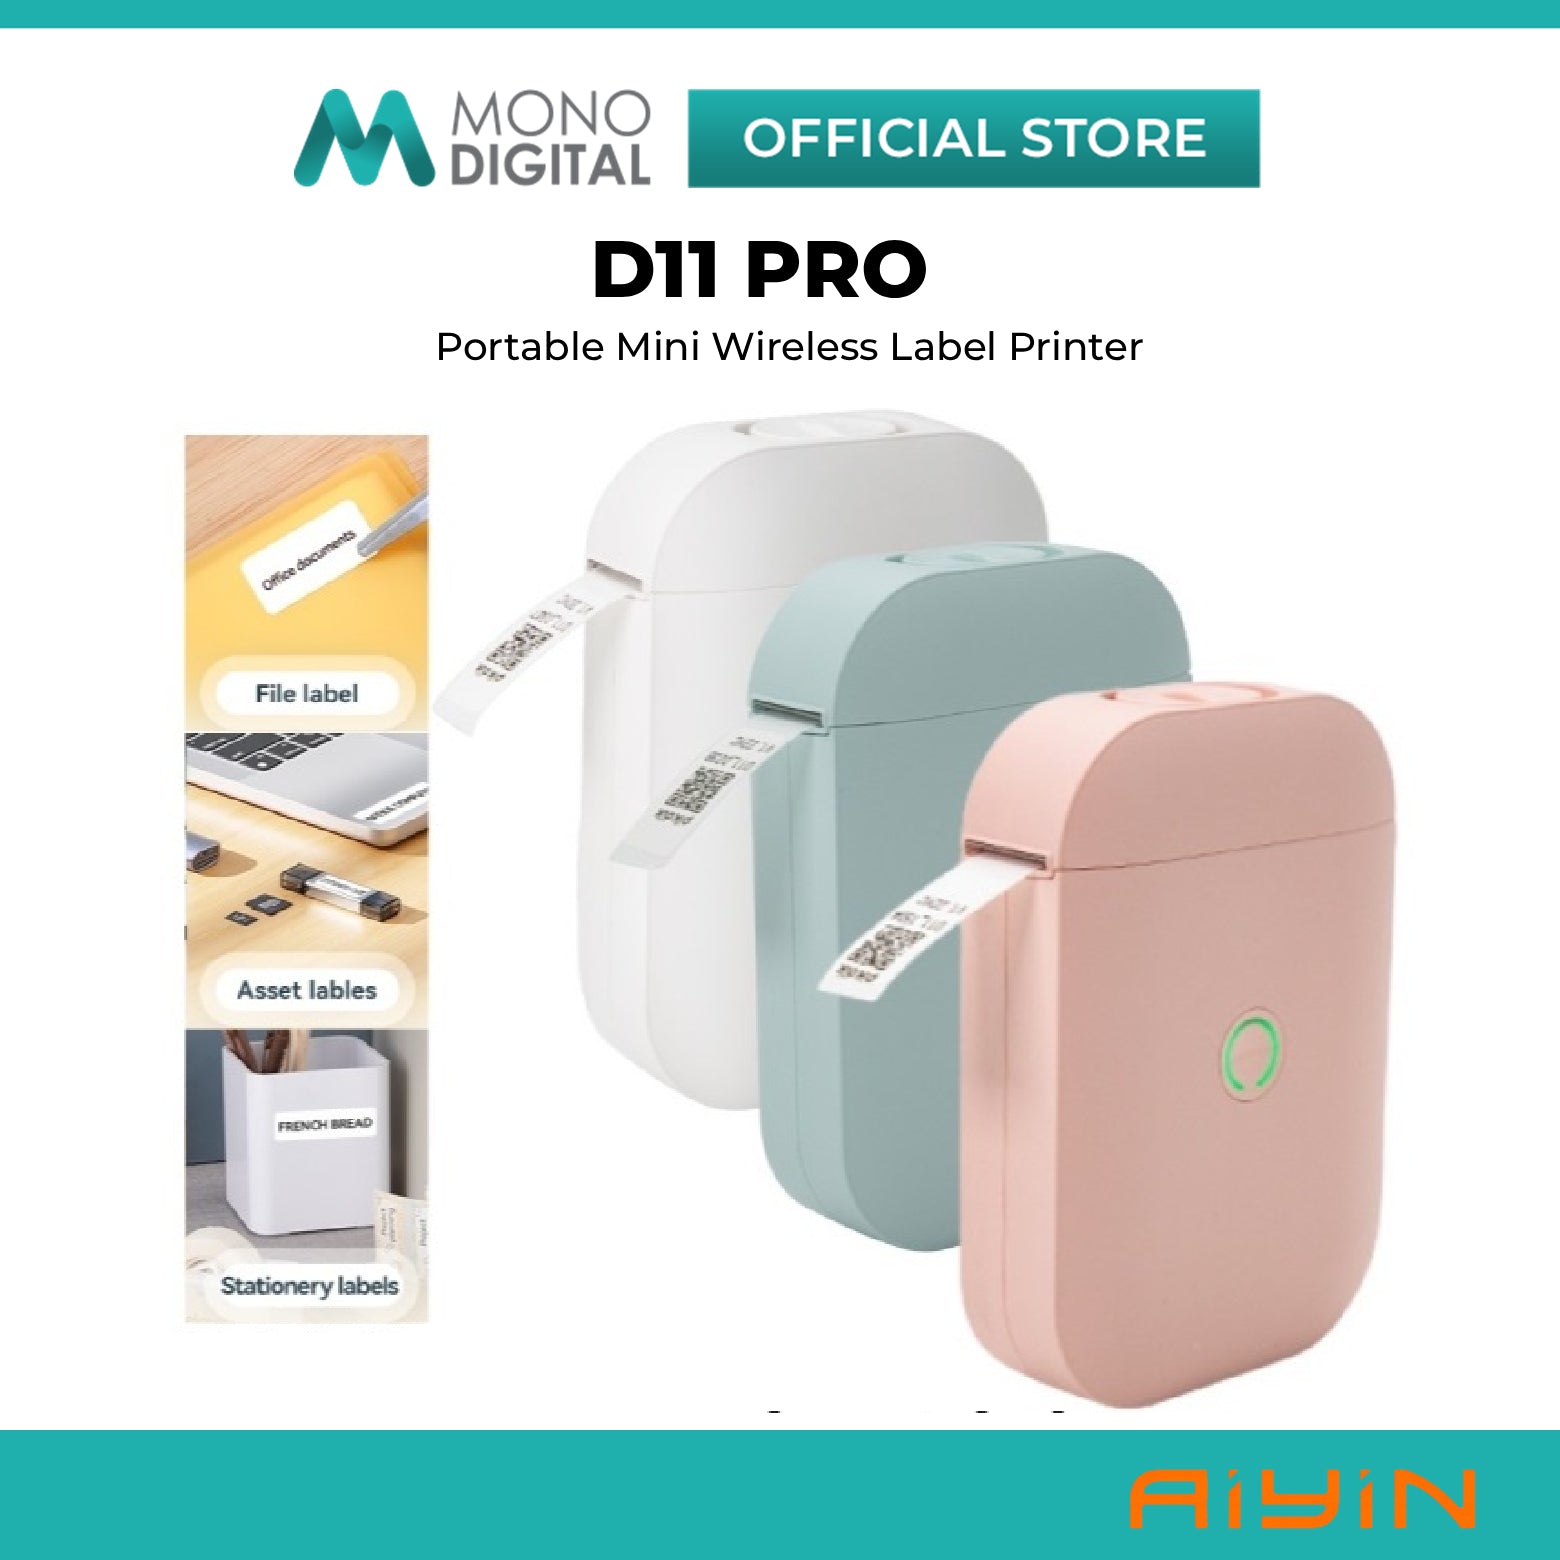 MONO
DIGITAL
OFFICIAL STORE
D11 PRO
Portable Mini Wireless Label Printer
Office documents
File label
Asset lables
FRENCH BREAD
Stationery labels
AiYiN